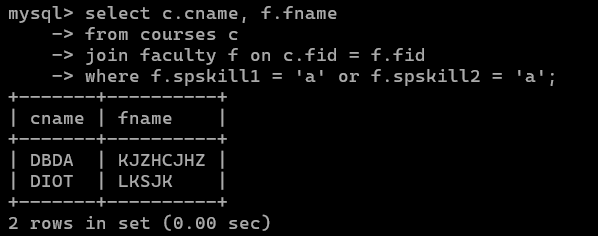 mysql> select c.cname, f.fname
    -> from courses c
    -> join faculty f on c.fid = f.fid
    -> where f.spskill1 = 'a' or f.spskill2 = 'a';
+-------+----------+
| cname | fname    |
+-------+----------+
| DBDA  | KJZHCJHZ |
| DIOT  | LKSJK    |
+-------+----------+
2 rows in set (0.00 sec)